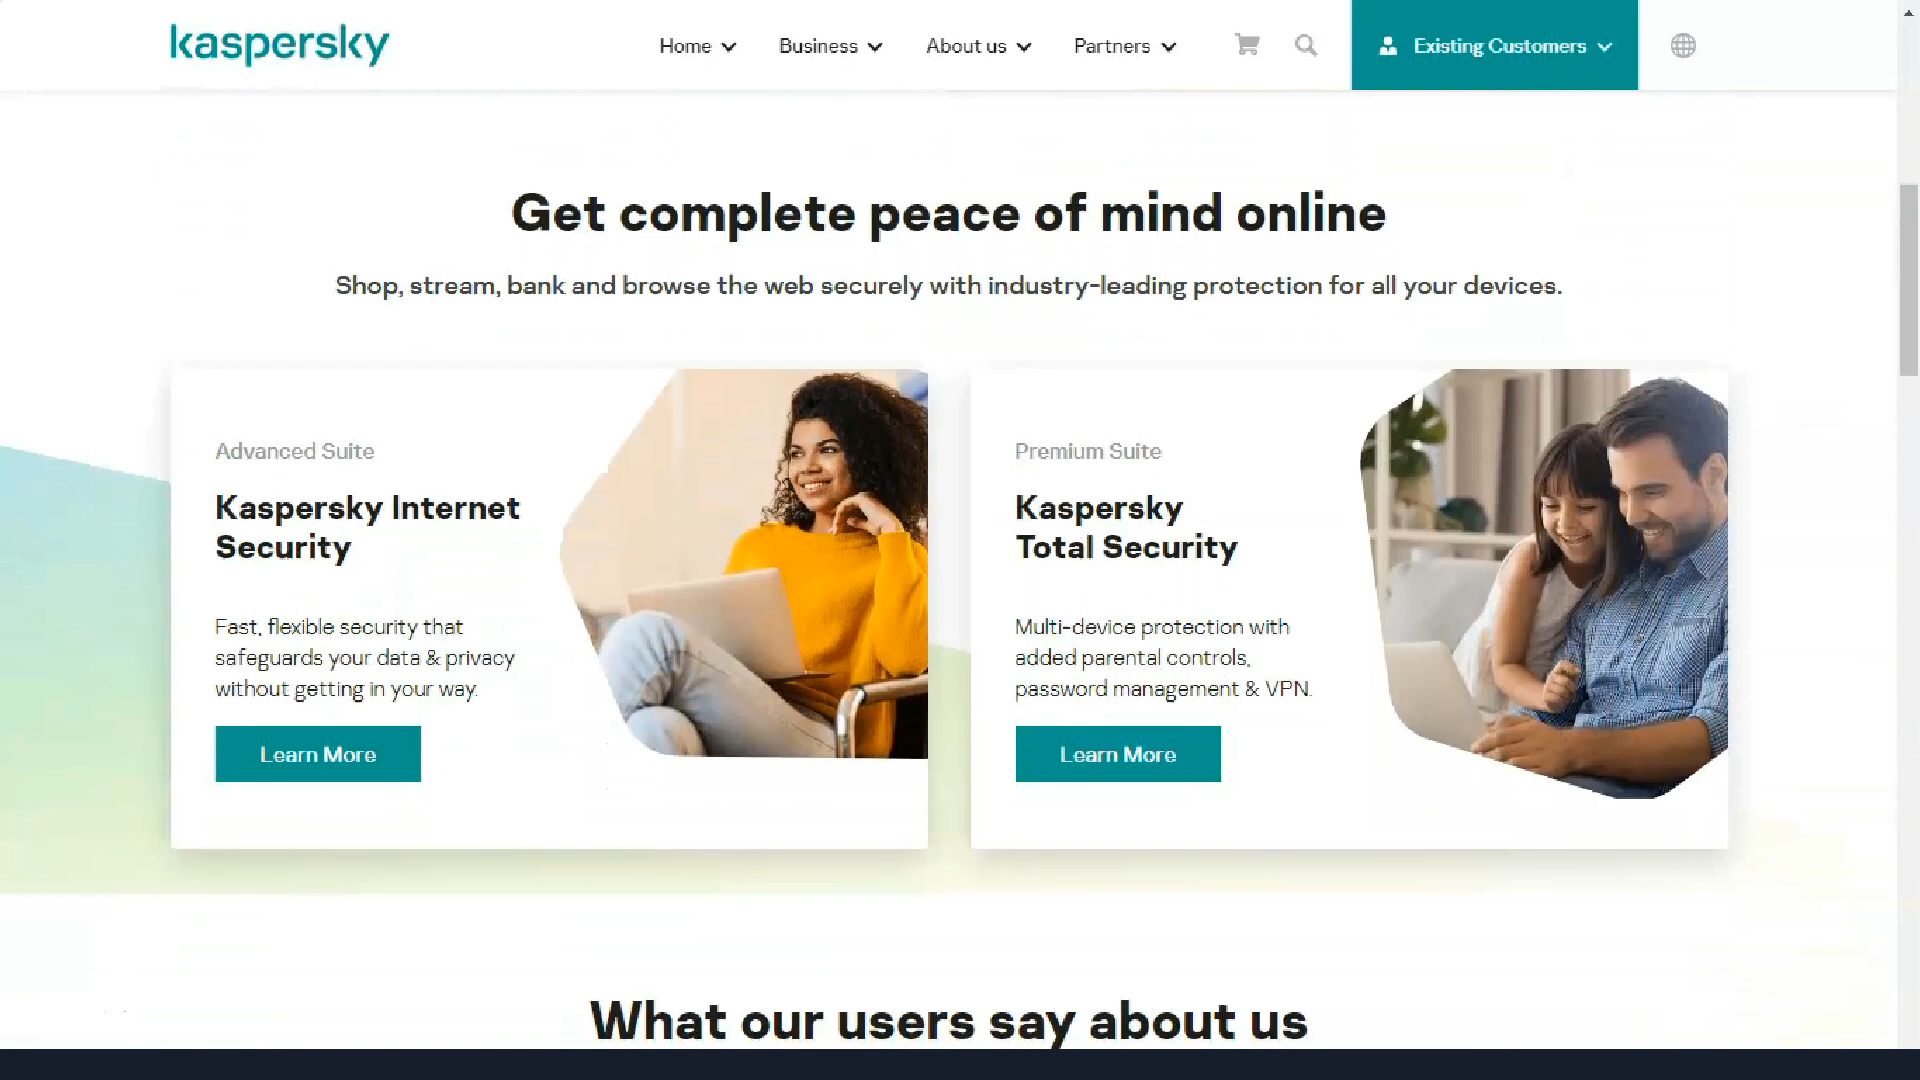 kaspersky
Home
Business
About us
Partners
Existing Customers
Get complete peace of mind online
Shop, stream, bank and browse the web securely with industry-leading protection for all your devices.
Advanced Suite
Kaspersky Internet
Security
Fast, flexible security that
safeguards your data & privacy
without getting in your way.
Learn More
Premium Suite
Kaspersky
Total Security
Multi-device protection with
added parental controls,
password management & VPN.
Learn More
What our users say about us